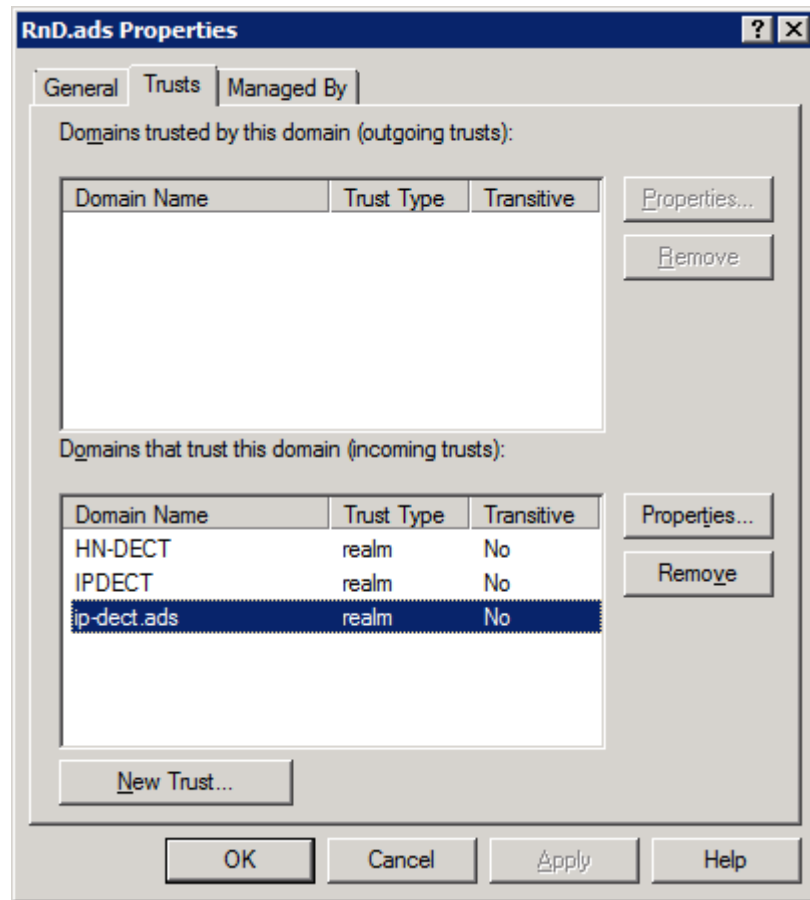 RnD.ads Properties
General Trusts Managed By
Domains trusted by this domain (outgoing trusts):
Domain Name Trust Type Transitive Properties...
Remove
Domains that trust this domain (incoming trusts):
Domain Name Trust Type Transitive Properties...
HN-DECT realm No
IPDECT realm No Remove
ip-dect.ads realm No
New Trust...
OK Cancel Apply Help